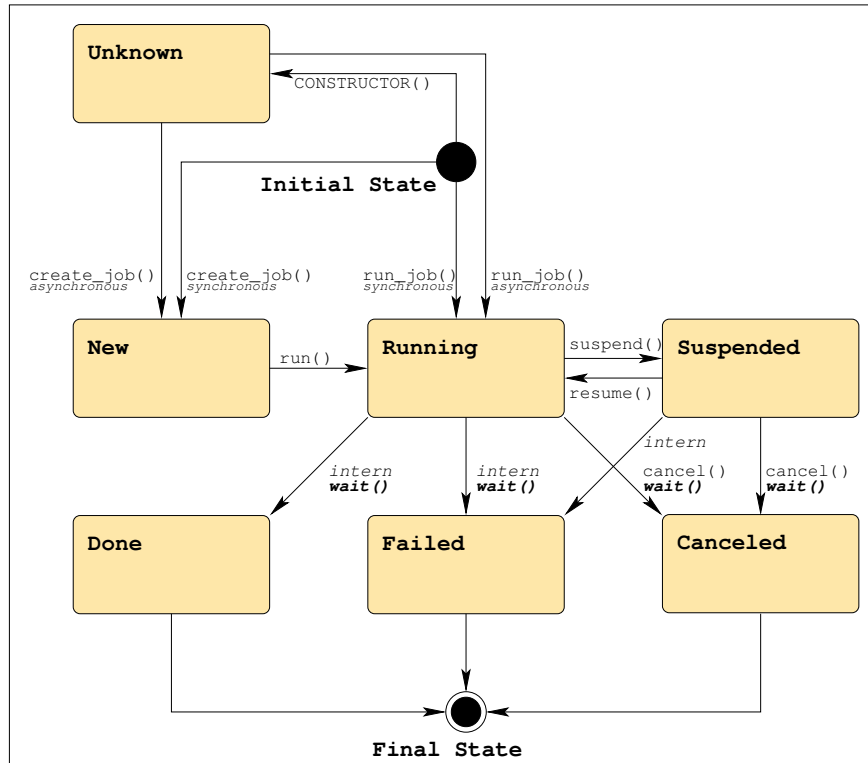 Unknown
CONSTRUCTOR()
Initial State
create_job()
asynchronous
create_job()
synchronous
run_job()
synchronous
run_job()
asynchronous
New
run()
Running
suspend()
resume()
Suspended
intern
wait()
intern
wait()
intern
cancel()
wait()
cancel()
wait()
Done
Failed
Canceled
Final State